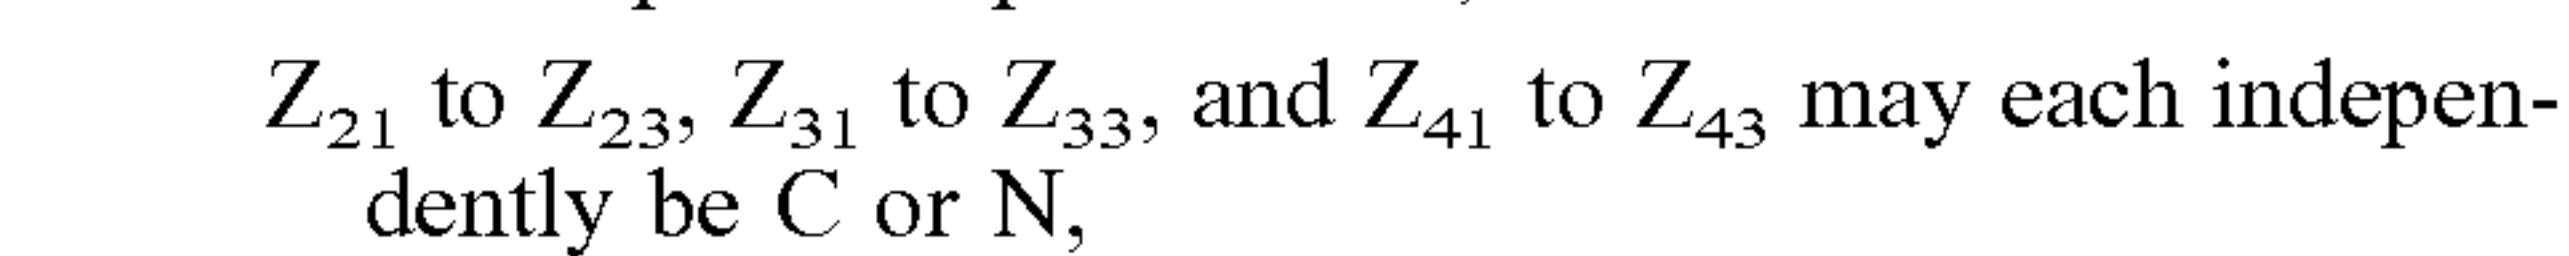 Z₂₁ to Z₂₃, Z₃₁ to Z₃₃, and Z₄₁ to Z₄₃ may each indepen-
dently be C or N,